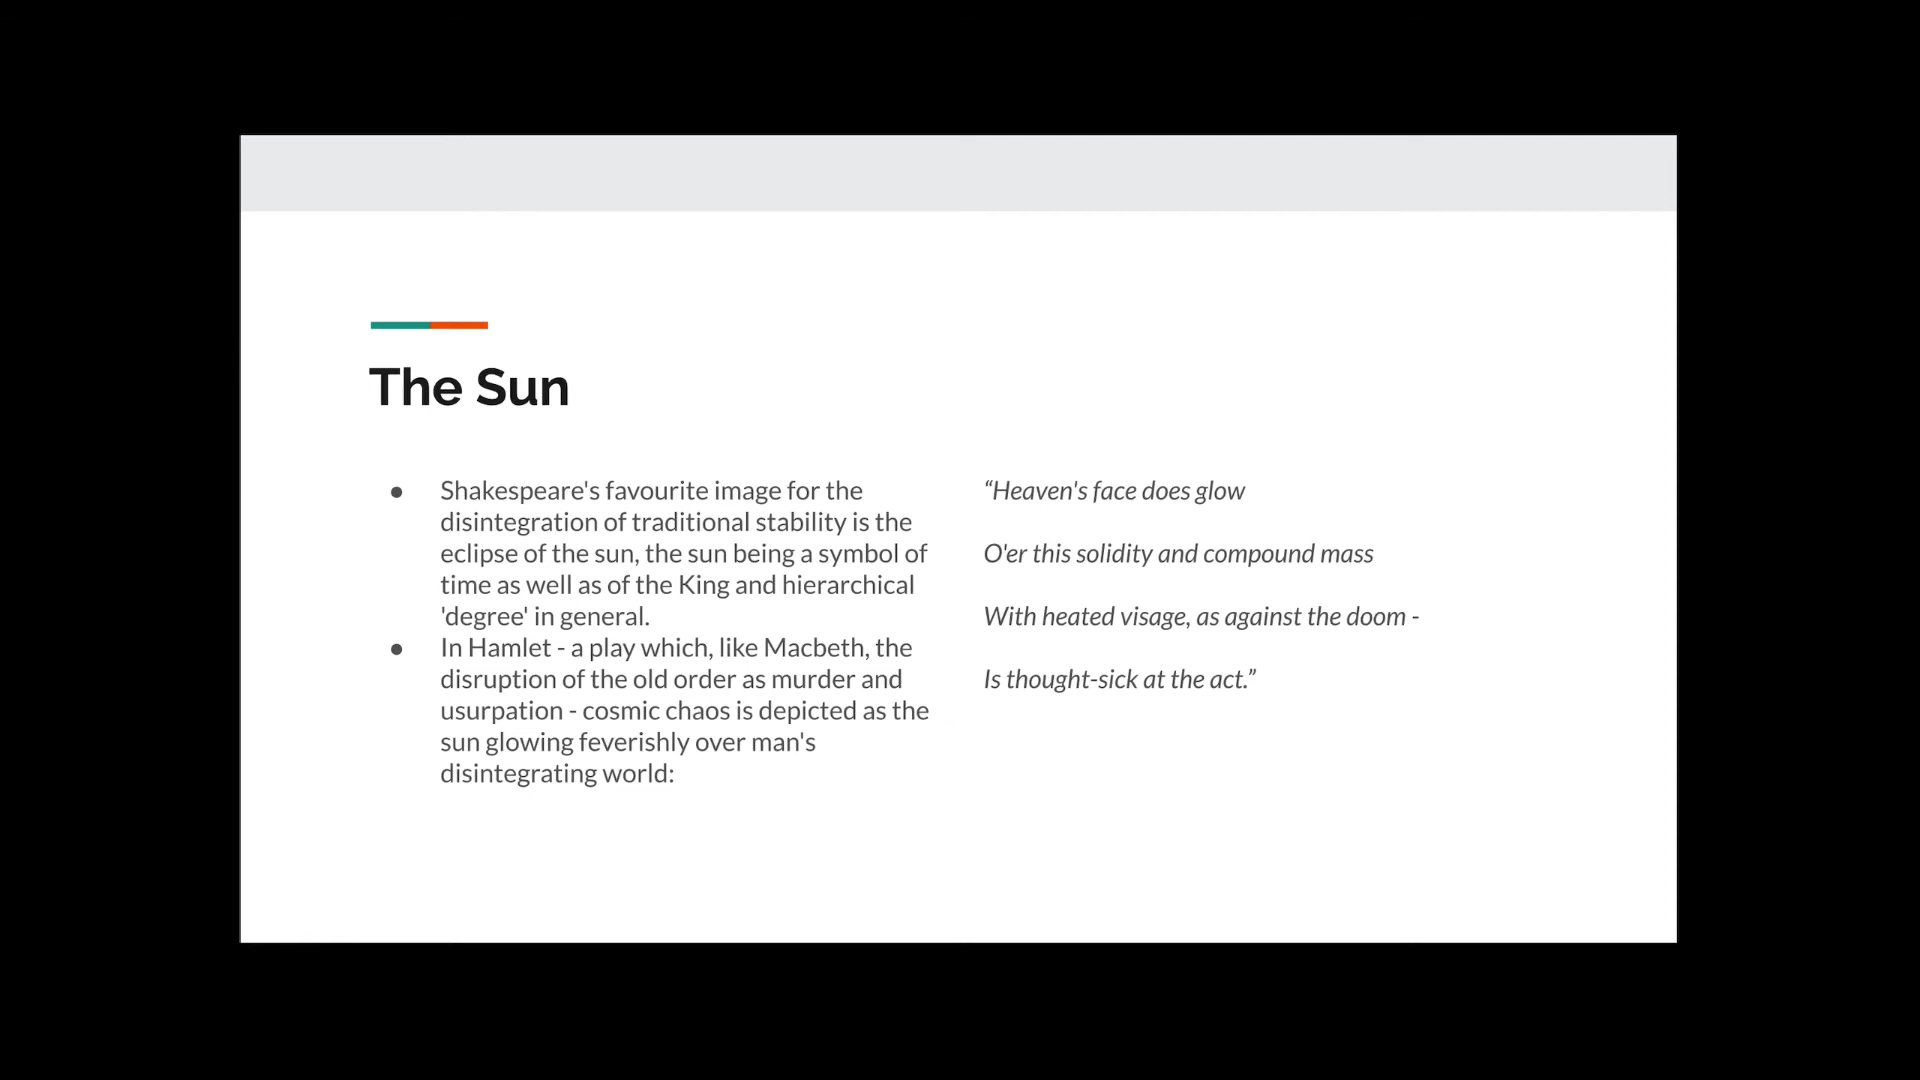 The Sun
● Shakespeare's favourite image for the
disintegration of traditional stability is the
eclipse of the sun, the sun being a symbol of
time as well as of the King and hierarchical
'degree' in general.
● In Hamlet - a play which, like Macbeth, the
disruption of the old order as murder and
usurpation - cosmic chaos is depicted as the
sun glowing feverishly over man's
disintegrating world:
“Heaven's face does glow
O'er this solidity and compound mass
With heated visage, as against the doom -
Is thought-sick at the act.”